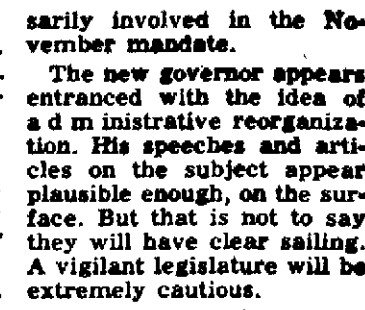 sarily involved in the No-
vember mandate.
The new governor appears
entranced with the idea of
a d m inistrative reorganiza-
tion. His speeches and arti-
cles on the subject appear
plausible enough, on the sur-
face. But that is not to say
they will have clear sailing.
A vigilant legislature will be
extremely cautious.